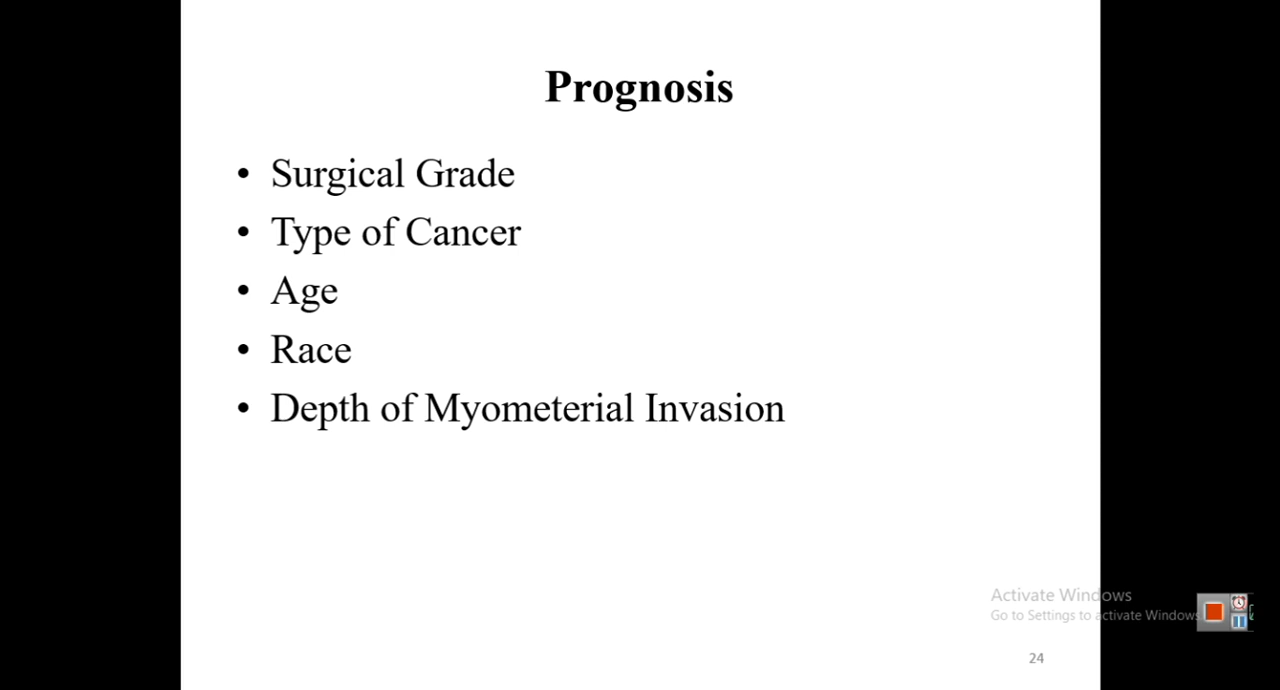 Prognosis
• Surgical Grade
• Type of Cancer
• Age
• Race
• Depth of Myometerial Invasion
Activate Windows
Go to Settings to activate Windows
24